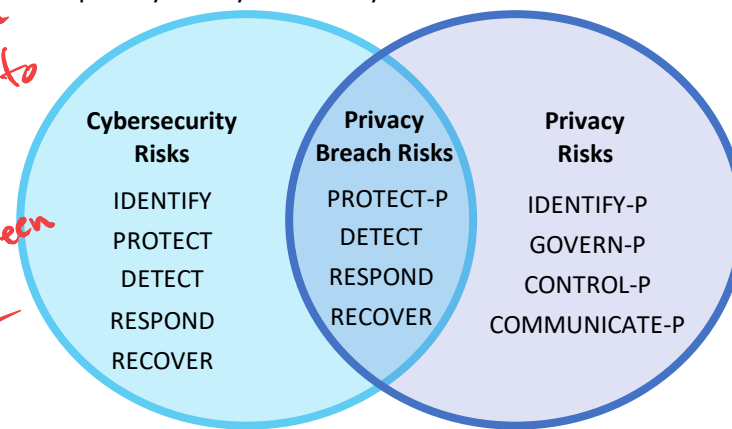 to
Cybersecurity
Risks
IDENTIFY
PROTECT
DETECT
RESPOND
RECOVER
Privacy
Breach Risks
PROTECT-P
DETECT
RESPOND
RECOVER
Privacy
Risks
IDENTIFY-P
GOVERN-P
CONTROL-P
COMMUNICATE-P